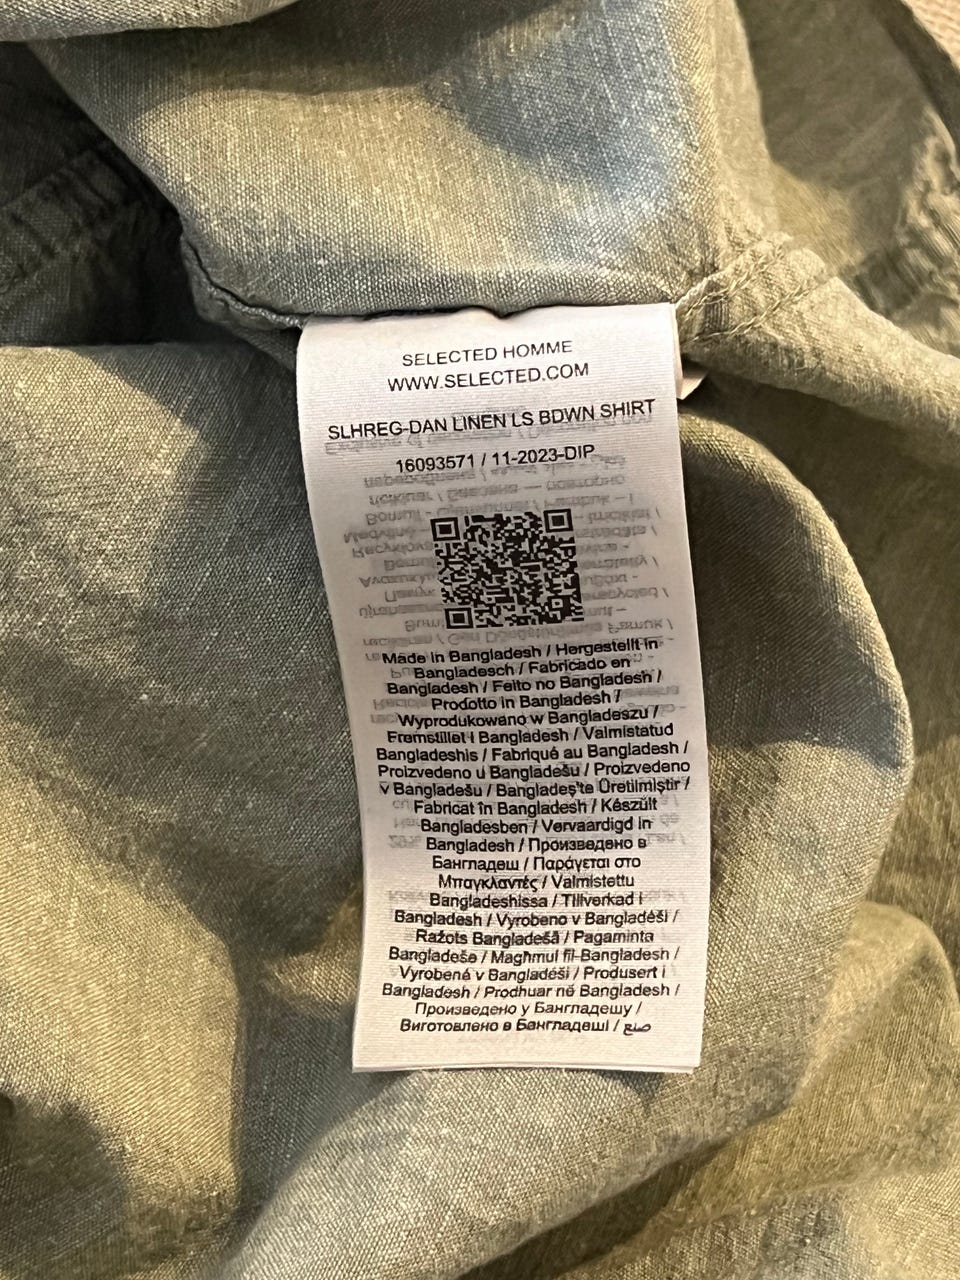 SELECTED HOMME
WWW.SELECTED.COM
SLHREG-DAN LINEN LS BDWN SHIRT
16093571 / 11-2023-DIP
Made in Bangladesh / Hergestellt in
Bangladesch / Fabricado en
Bangladesh / Feito no Bangladesh /
Prodotto in Bangladesh /
Wyprodukowano w Bangladeszu /
Fremstillet i Bangladesh / Valmistatud
Bangladeshis / Fabriqué au Bangladesh /
Proizvedeno u Bangladešu / Proizvedeno
v Bangladešu / Bangladeş'te Üretilmiştir /
Fabricat în Bangladesh / Készült
Bangladesben / Vervaardigd in
Bangladesh / Произведено в
Бангладеш / Παράγεται στο
Μπαγκλαντές / Valmistettu
Bangladeshissa / Tillverkad i
Bangladesh / Vyrobeno v Bangladéši /
Ražots Bangladešā / Pagaminta
Bangladeše / Magħmul fil-Bangladesh /
Vyrobené v Bangladéši / Produsert i
Bangladesh / Prodhuar në Bangladesh /
Произведено у Бангладешу /
Виготовлено в Бангладеші / صنع